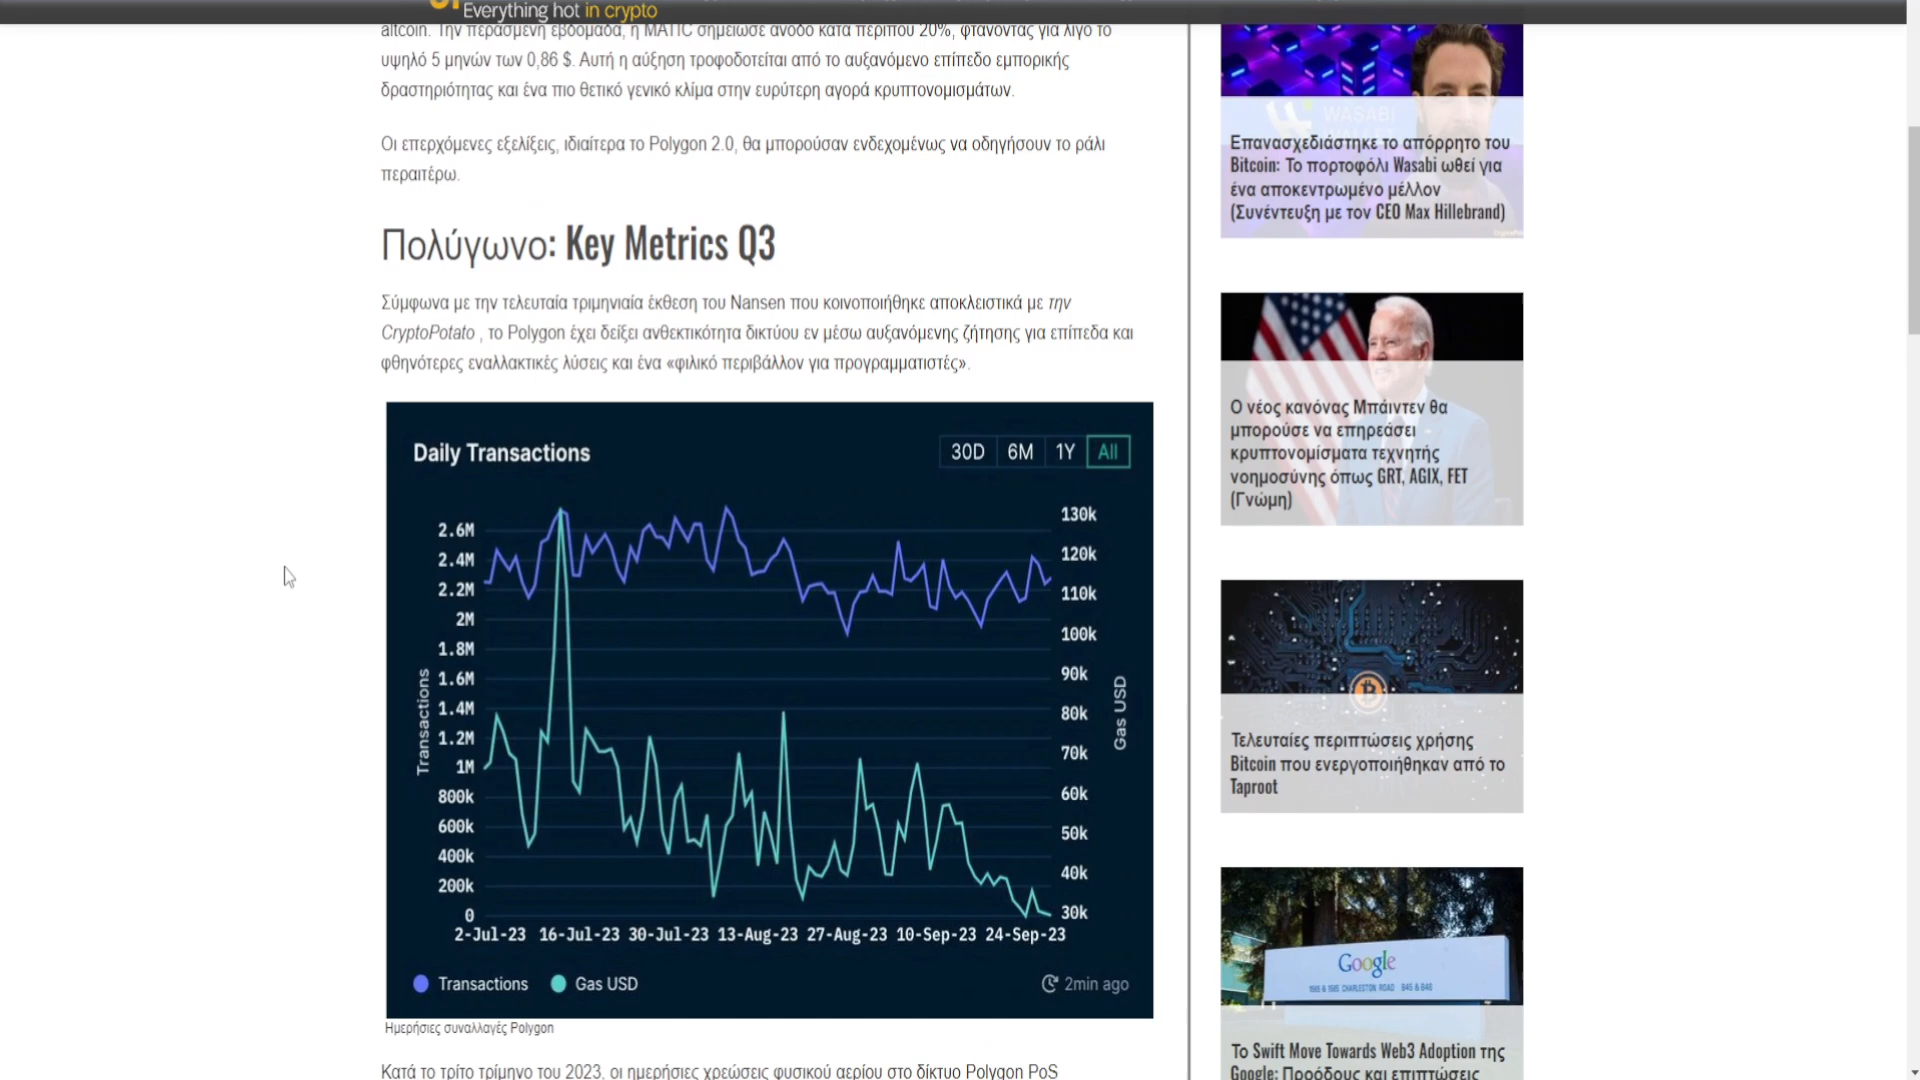 Everything hot in crypto
altcoin. Την περασμένη εβδομάδα, η MATIC σημείωσε άνοδο κατά περίπου 20%, φτάνοντας για λίγο το
υψηλό 5 μηνών των 0,86 $. Αυτή η αύξηση τροφοδοτείται από το αυξανόμενο επίπεδο εμπορικής
δραστηριότητας και ένα πιο θετικό γενικό κλίμα στην ευρύτερη αγορά κρυπτονομισμάτων.
Οι επερχόμενες εξελίξεις, ιδιαίτερα το Polygon 2.0, θα μπορούσαν ενδεχομένως να οδηγήσουν το ράλι
περαιτέρω.
Πολύγωνο: Key Metrics Q3
Σύμφωνα με την τελευταία τριμηνιαία έκθεση του Nansen που κοινοποιήθηκε αποκλειστικά με την
CryptoPotato , το Polygon έχει δείξει ανθεκτικότητα δικτύου εν μέσω αυξανόμενης ζήτησης για επίπεδα και
φθηνότερες εναλλακτικές λύσεις και ένα «φιλικό περιβάλλον για προγραμματιστές».
Daily Transactions
30D 6M 1Y All
2.6M
2.4M
2.2M
2M
1.8M
1.6M
1.4M
1.2M
1M
800k
600k
400k
200k
0
Transactions
130k
120k
110k
100k
90k
80k
70k
60k
50k
40k
30k
Gas USD
2-Jul-23 16-Jul-23 30-Jul-23 13-Aug-23 27-Aug-23 10-Sep-23 24-Sep-23
Transactions Gas USD
2min ago
Ημερήσιες συναλλαγές Polygon
Κατά το τρίτο τρίμηνο του 2023, οι ημερήσιες χρεώσεις φυσικού αερίου στο δίκτυο Polygon PoS
WASABI
WALLET
Επανασχεδιάστηκε το απόρρητο του
Bitcoin: Το πορτοφόλι Wasabi ωθεί για
ένα αποκεντρωμένο μέλλον
(Συνέντευξη με τον CEO Max Hillebrand)
Ο νέος κανόνας Μπάιντεν θα
μπορούσε να επηρεάσει
κρυπτονομίσματα τεχνητής
νοημοσύνης όπως GRT, AGIX, FET
(Γνώμη)
Τελευταίες περιπτώσεις χρήσης
Bitcoin που ενεργοποιήθηκαν από το
Taproot
Google
Το Swift Move Towards Web3 Adoption της
Google: Πρόοδους και επιπτώσεις